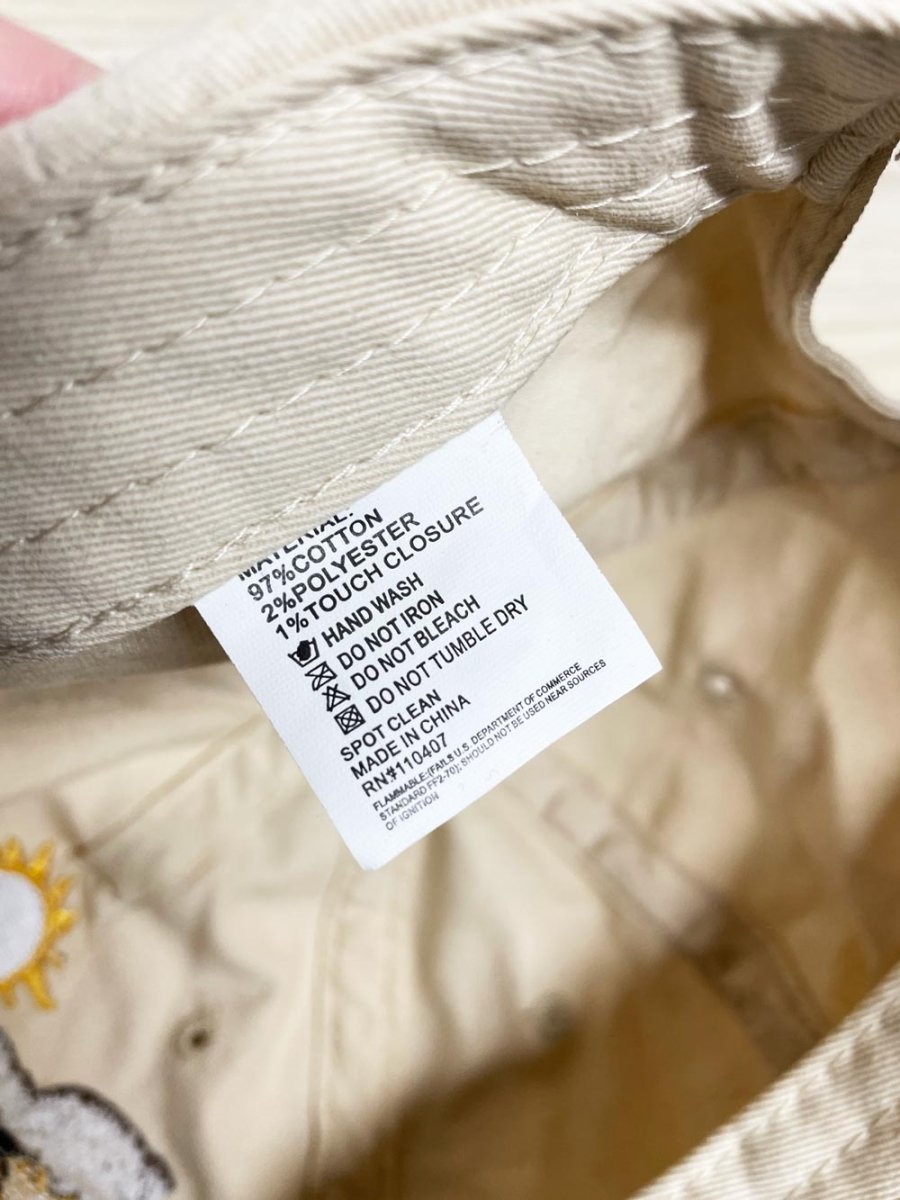 MATERIAL:
97%COTTON
2%POLYESTER
1%TOUCH CLOSURE
HAND WASH
DO NOT IRON
DO NOT BLEACH
DO NOT TUMBLE DRY
SPOT CLEAN
MADE IN CHINA
RN#110407
FLAMMABLE:(FAILS U.S. DEPARTMENT OF COMMERCE
STANDARD FF2-70); SHOULD NOT BE USED NEAR SOURCES
OF IGNITION